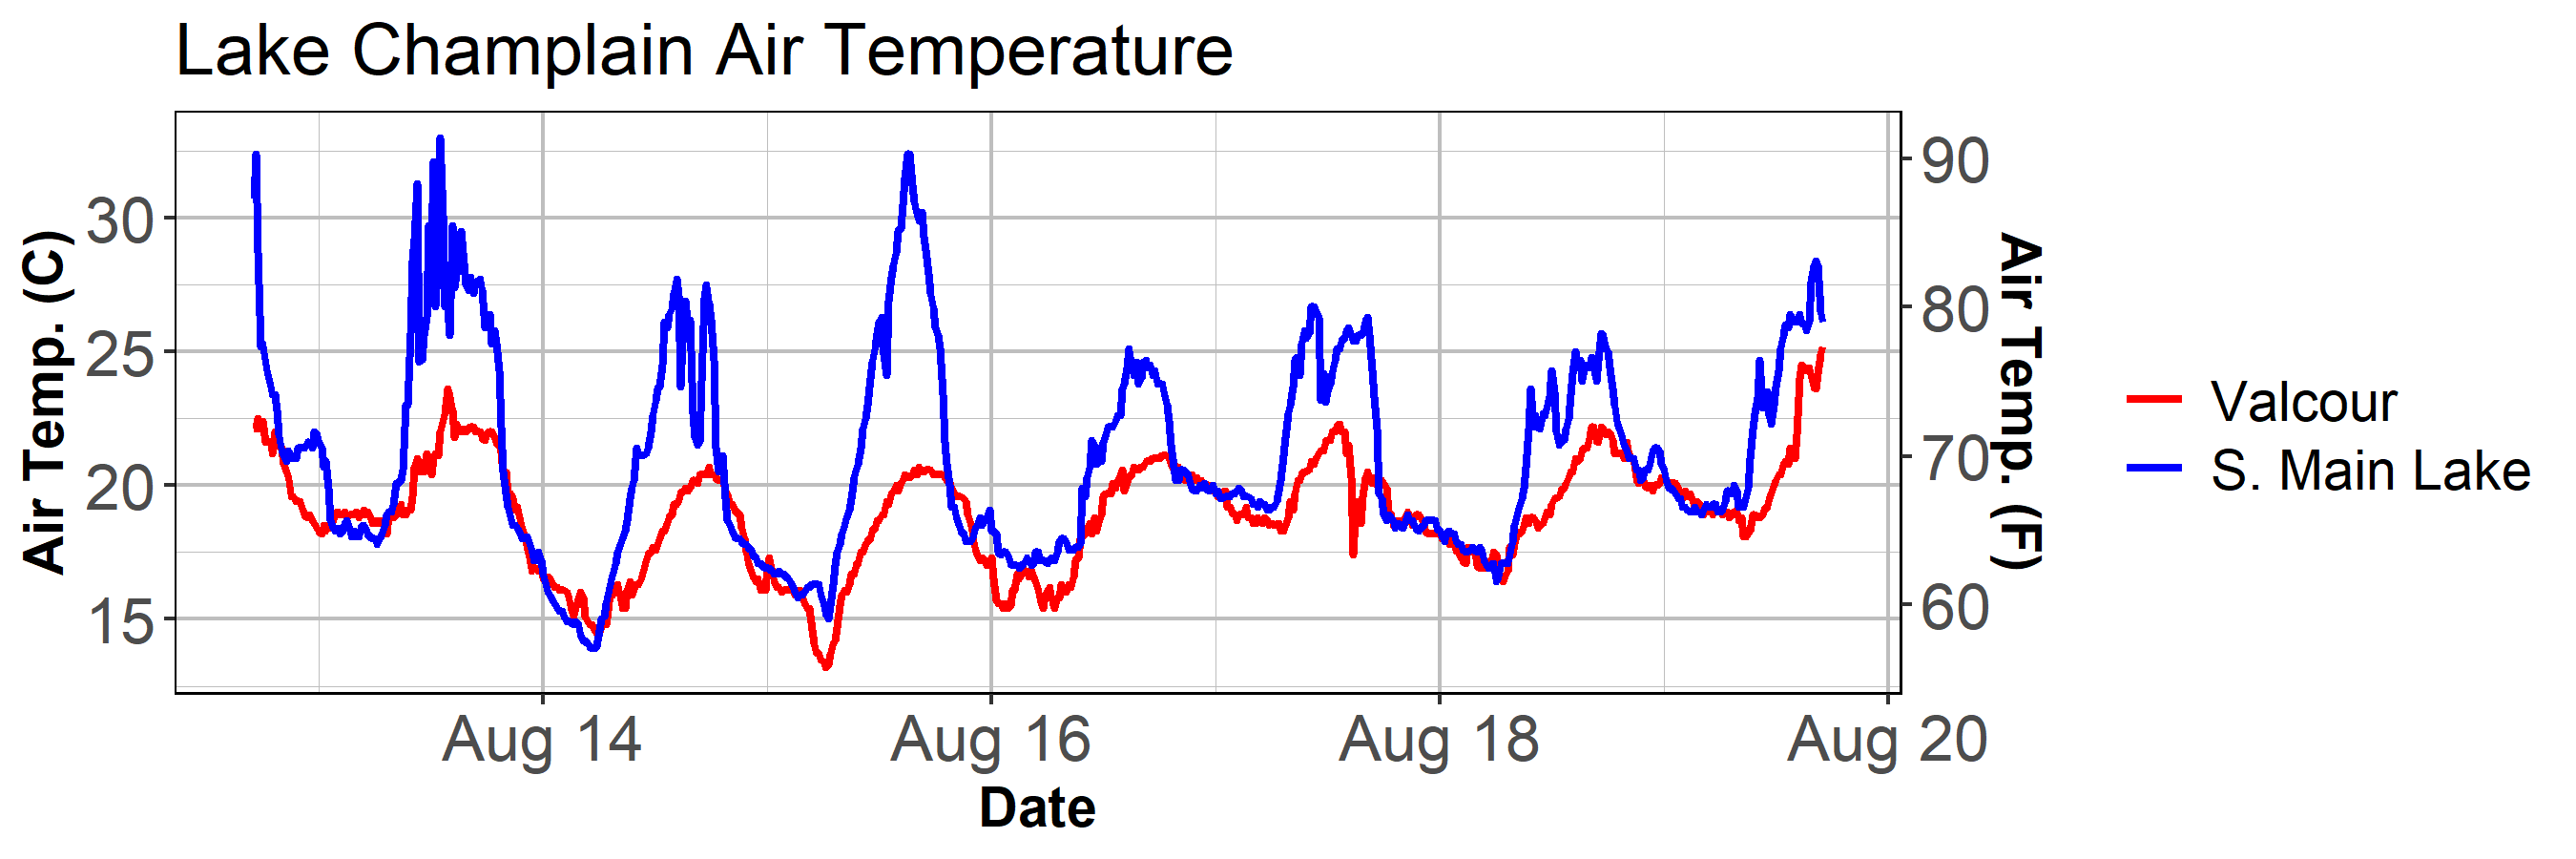 Lake Champlain Air Temperature
Air Temp. (C)
30
25
20
15
90
80
70
60
Air Temp. (F)
Aug 14
Aug 16
Aug 18
Aug 20
Date
Valcour
S. Main Lake